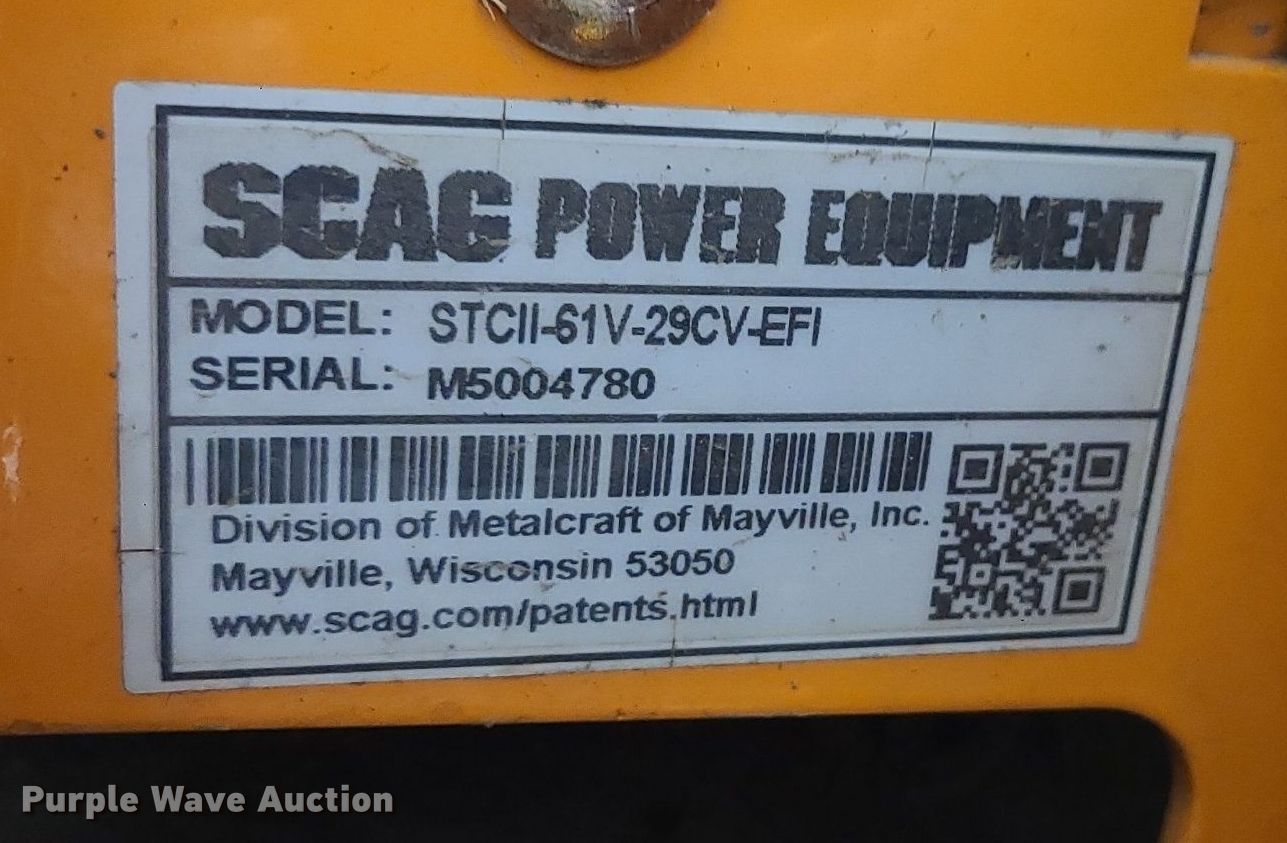 SCAG POWER EQUIPMENT
MODEL: STCII-61V-29CV-EFI
SERIAL: M5004780
Division of Metalcraft of Mayville, Inc.
Mayville, Wisconsin 53050
www.scag.com/patents.html
Purple Wave Auction